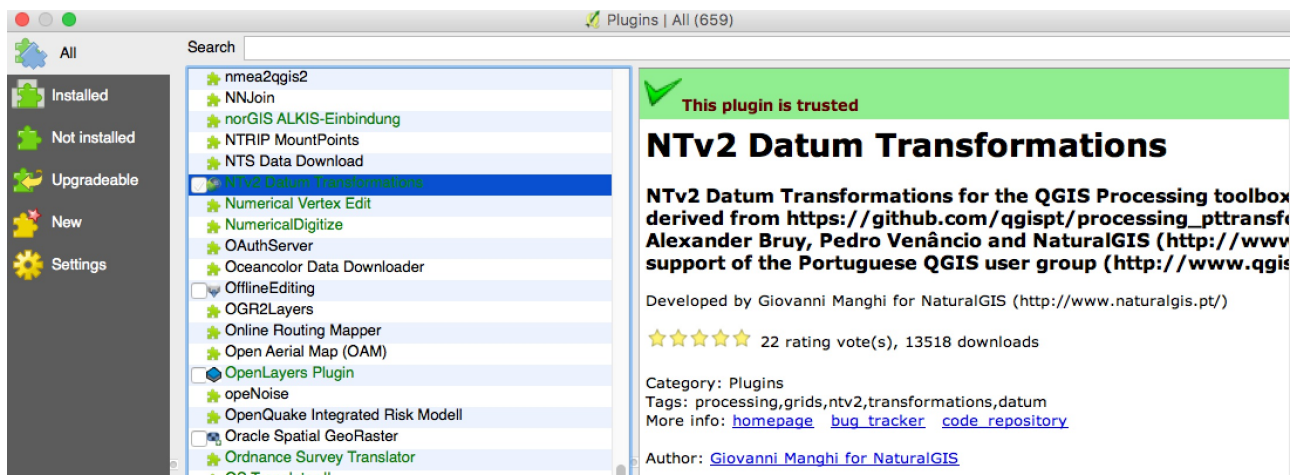 Plugins | All (659)
All
Installed
Not installed
Upgradeable
New
Settings
Search
nmea2qgis2
NNJoin
norGIS ALKIS-Einbindung
NTRIP MountPoints
NTS Data Download
NTv2 Datum Transformations
Numerical Vertex Edit
NumericalDigitize
OAuthServer
Oceancolor Data Downloader
OfflineEditing
OGR2Layers
Online Routing Mapper
Open Aerial Map (OAM)
OpenLayers Plugin
opeNoise
OpenQuake Integrated Risk Modell
Oracle Spatial GeoRaster
Ordnance Survey Translator
This plugin is trusted
NTv2 Datum Transformations
NTv2 Datum Transformations for the QGIS Processing toolbox
derived from https://github.com/qgispt/processing_pttransfo
Alexander Bruy, Pedro Venâncio and NaturalGIS (http://www
support of the Portuguese QGIS user group (http://www.qgis
Developed by Giovanni Manghi for NaturalGIS (http://www.naturalgis.pt/)
22 rating vote(s), 13518 downloads
Category: Plugins
Tags: processing,grids,ntv2,transformations,datum
More info: homepage bug tracker code repository
Author: Giovanni Manghi for NaturalGIS